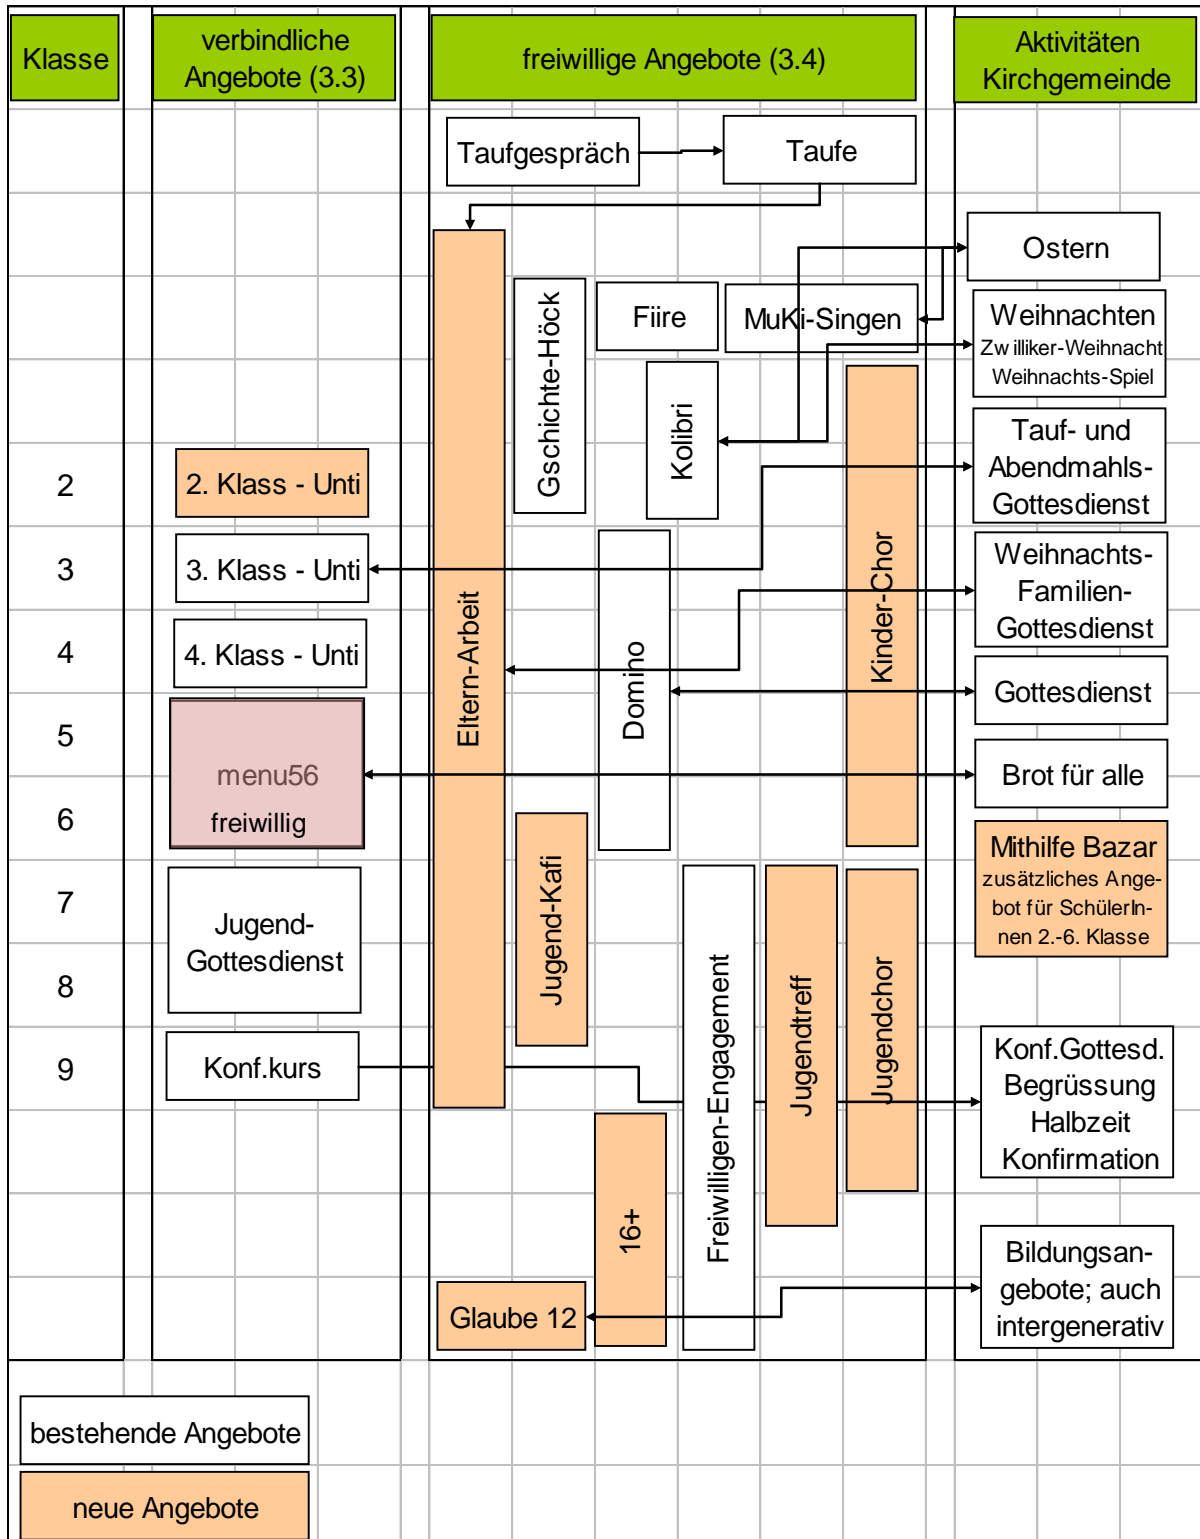 Klasse
verbindliche
Angebote (3.3)
freiwillige Angebote (3.4)
Aktivitäten
Kirchgemeinde
Taufgespräch
Taufe
Ostern
Gschichte-Höck
Fiire
MuKi-Singen
Weihnachten
Zwilliker-Weihnacht
Weihnachts-Spiel
Kolibri
Kinder-Chor
Eltern-Arbeit
2
2. Klass - Unti
Tauf- und
Abendmahls-
Gottesdienst
3
3. Klass - Unti
Domino
Weihnachts-
Familien-
Gottesdienst
4
4. Klass - Unti
Gottesdienst
5
menu56
freiwillig
Brot für alle
6
Jugend-Kafi
Mithilfe Bazar
zusätzliches Ange-
bot für SchülerIn-
nen 2.-6. Klasse
7
Jugend-
Gottesdienst
Freiwilligen-Engagement
Jugendtreff
Jugendchor
8
9
Konf.kurs
Konf.Gottesd.
Begrüssung
Halbzeit
Konfirmation
16+
Glaube 12
Bildungsan-
gebote; auch
intergenerativ
bestehende Angebote
neue Angebote